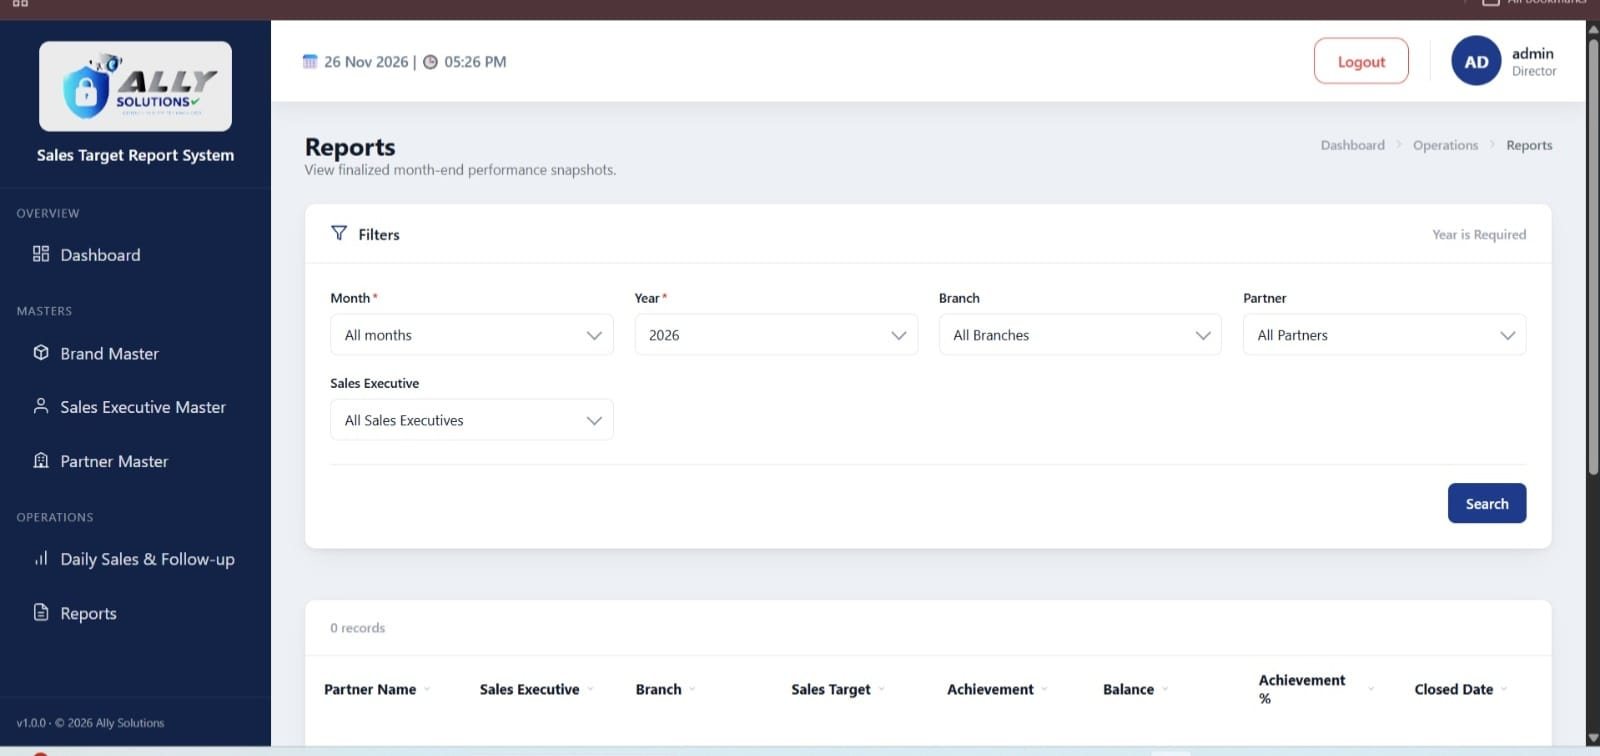 All Bookmarks
ALLY
SOLUTIONS
Sales Target Report System
26 Nov 2026 | 05:26 PM
Logout
AD
admin
Director
OVERVIEW
Dashboard
MASTERS
Brand Master
Sales Executive Master
Partner Master
OPERATIONS
Daily Sales & Follow-up
Reports
v1.0.0 · © 2026 Ally Solutions
Reports
View finalized month-end performance snapshots.
Dashboard > Operations > Reports
Filters
Year is Required
Month * Year * Branch Partner
All months 2026 All Branches All Partners
Sales Executive
All Sales Executives
Search
0 records
Partner Name Sales Executive Branch Sales Target Achievement Balance Achievement % Closed Date